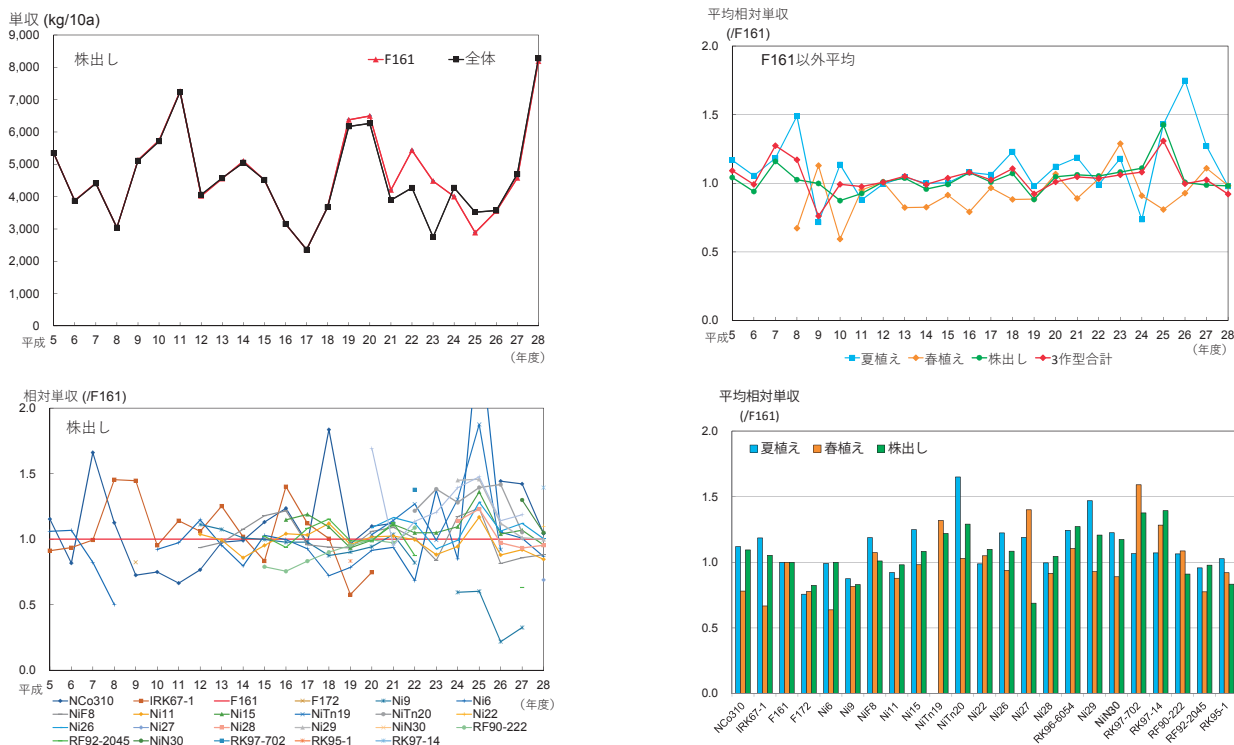 単収 (kg/10a)
9,000
8,000
7,000
6,000
5,000
4,000
3,000
2,000
1,000
0
株出し
F161 全体
5 6 7 8 9 10 11 12 13 14 15 16 17 18 19 20 21 22 23 24 25 26 27 28
平成
(年度)
平均相対単収
(/F161)
2.0
1.5
1.0
0.5
0.0
F161以外平均
5 6 7 8 9 10 11 12 13 14 15 16 17 18 19 20 21 22 23 24 25 26 27 28
平成
(年度)
夏植え 春植え 株出し 3作型合計
相対単収 (/F161)
2.0
1.5
1.0
0.5
0.0
株出し
5 6 7 8 9 10 11 12 13 14 15 16 17 18 19 20 21 22 23 24 25 26 27 28
平成
(年度)
NCo310 IRK67-1 F161 F172 Ni9 Ni6
NiF8 Ni11 Ni15 NiTn19 NiTn20 Ni22
Ni26 Ni27 Ni28 Ni29 NiN30 RF90-222
RF92-2045 NiN30 RK97-702 RK95-1 RK97-14
平均相対単収
(/F161)
2.0
1.5
1.0
0.5
0.0
夏植え 春植え 株出し
NCo310 IRK67-1 F161 F172 Ni6 Ni9 NiF8 Ni11 Ni15 NiTn19 NiTn20 Ni22 Ni26 Ni27 Ni28 RK96-6054 Ni29 NiN30 RK97-702 RK97-14 RF90-222 RF92-2045 RK95-1